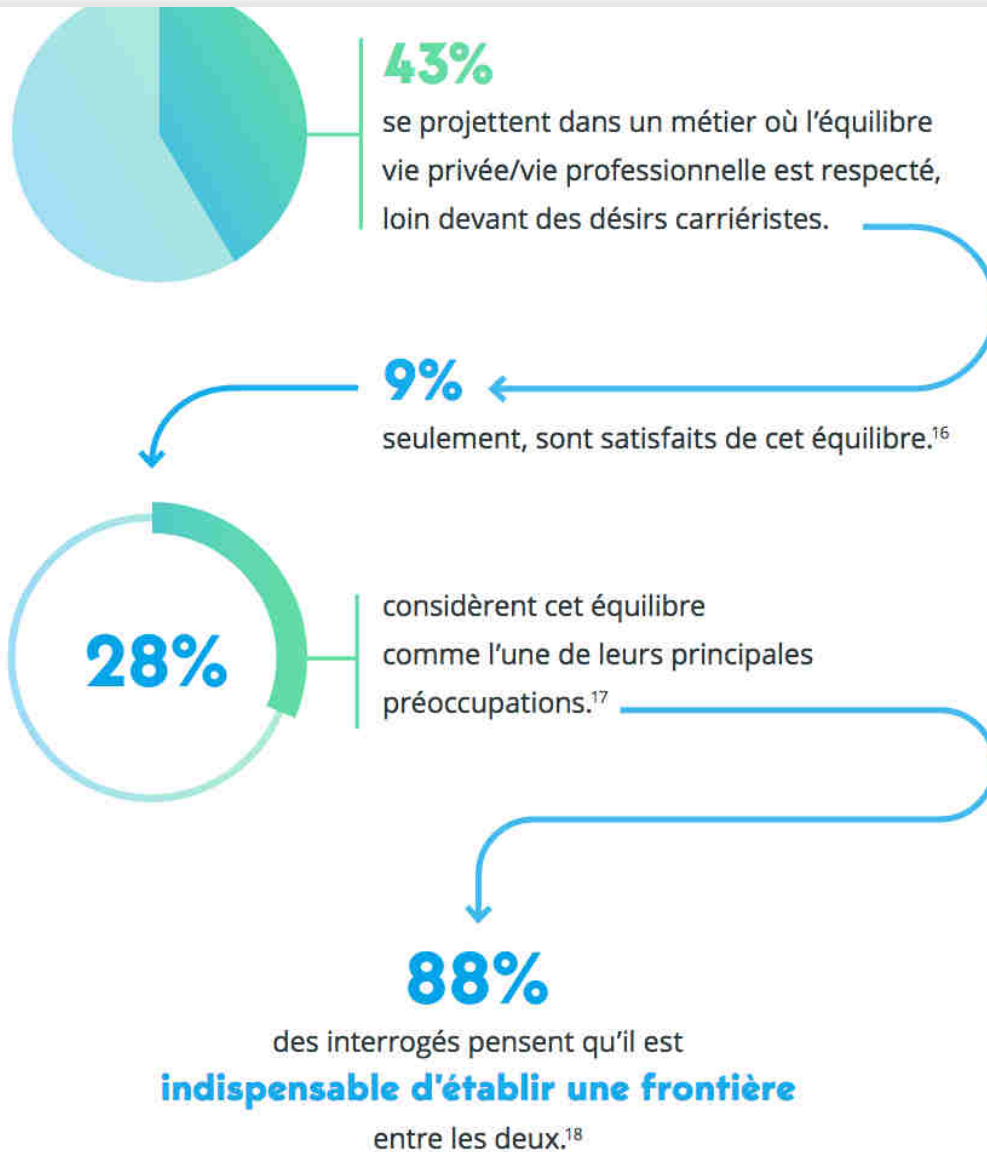 43%
se projettent dans un métier où l’équilibre
vie privée/vie professionnelle est respecté,
loin devant des désirs carriéristes.
9%
seulement, sont satisfaits de cet équilibre.¹⁶
28%
considèrent cet équilibre
comme l’une de leurs principales
préoccupations.¹⁷
88%
des interrogés pensent qu’il est
indispensable d'établir une frontière
entre les deux.¹⁸